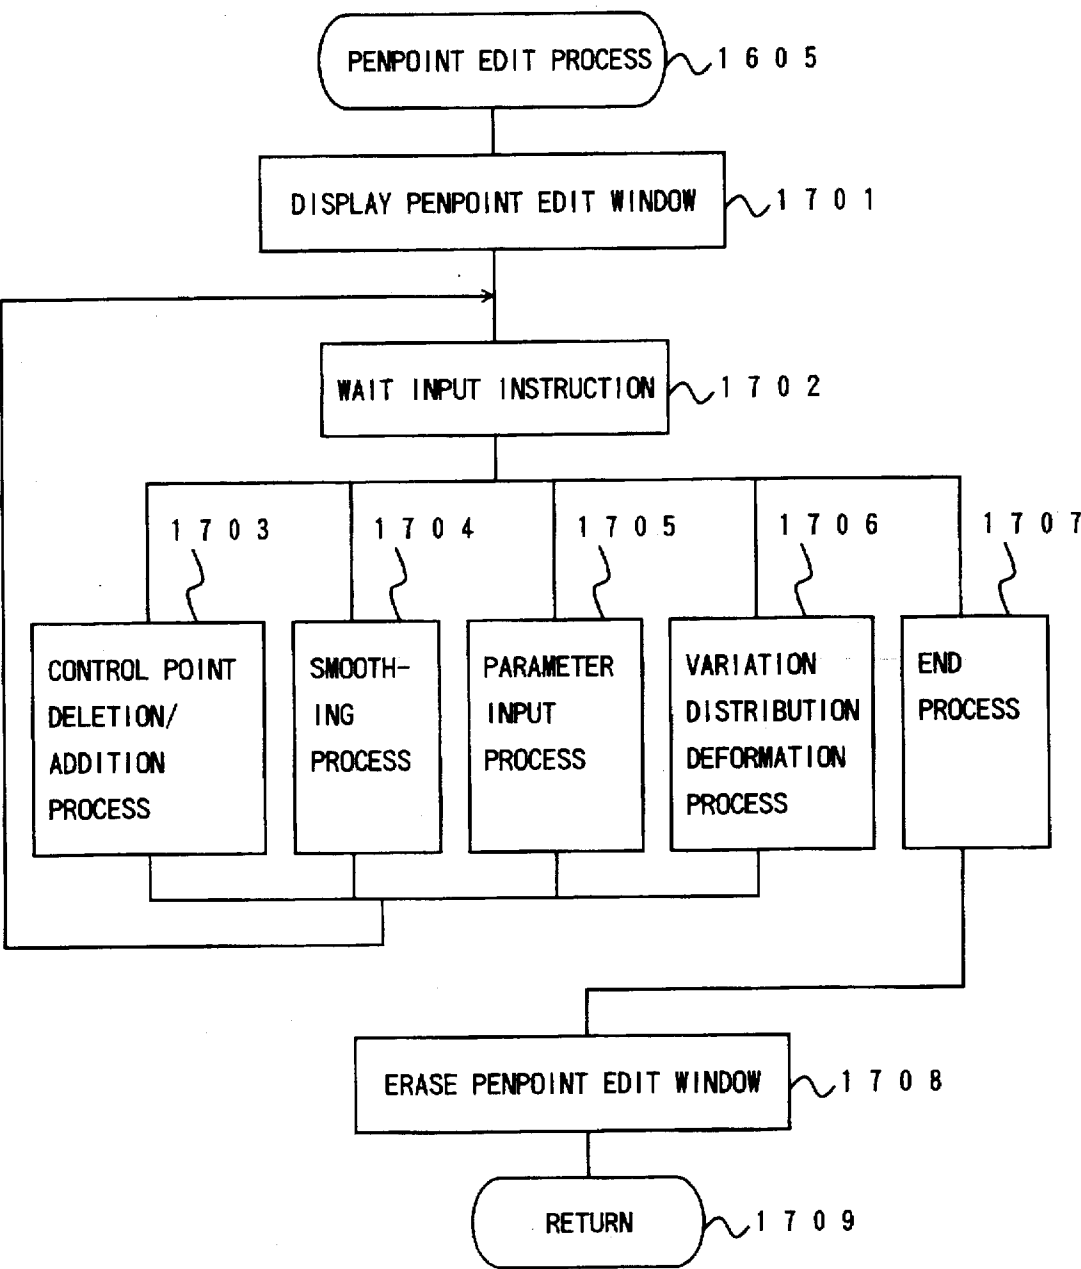 PENPOINT EDIT PROCESS 1605
DISPLAY PENPOINT EDIT WINDOW 1701
WAIT INPUT INSTRUCTION 1702
1703
1704
1705
1706
1707
CONTROL POINT
DELETION/
ADDITION
PROCESS
SMOOTH-
ING
PROCESS
PARAMETER
INPUT
PROCESS
VARIATION
DISTRIBUTION
DEFORMATION
PROCESS
END
PROCESS
ERASE PENPOINT EDIT WINDOW 1708
RETURN 1709